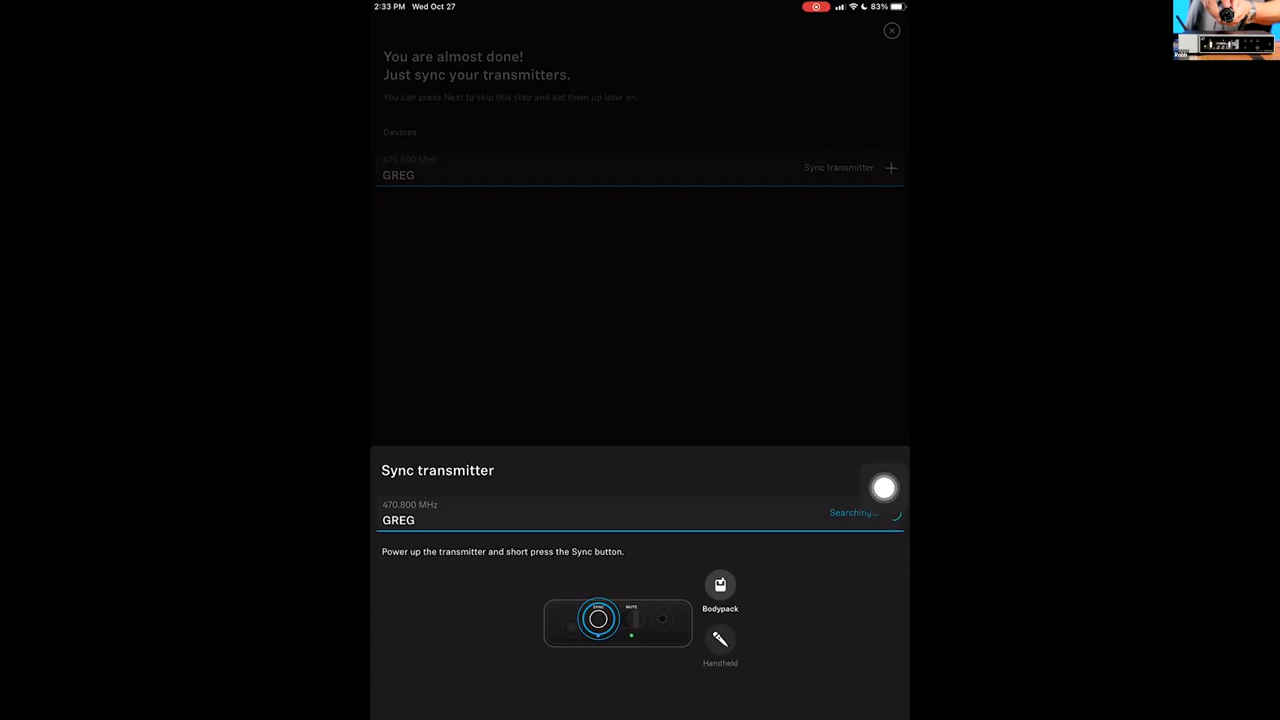 2:33 PM Wed Oct 27
83%
You are almost done!
Just sync your transmitters.
You can press Next to skip this step and set them up later on.
Devices
470.800 MHz
GREG
Sync transmitter
Sync transmitter
470.800 MHz
GREG
Searching...
Power up the transmitter and short press the Sync button.
SYNC
MUTE
Bodypack
Handheld
Robb